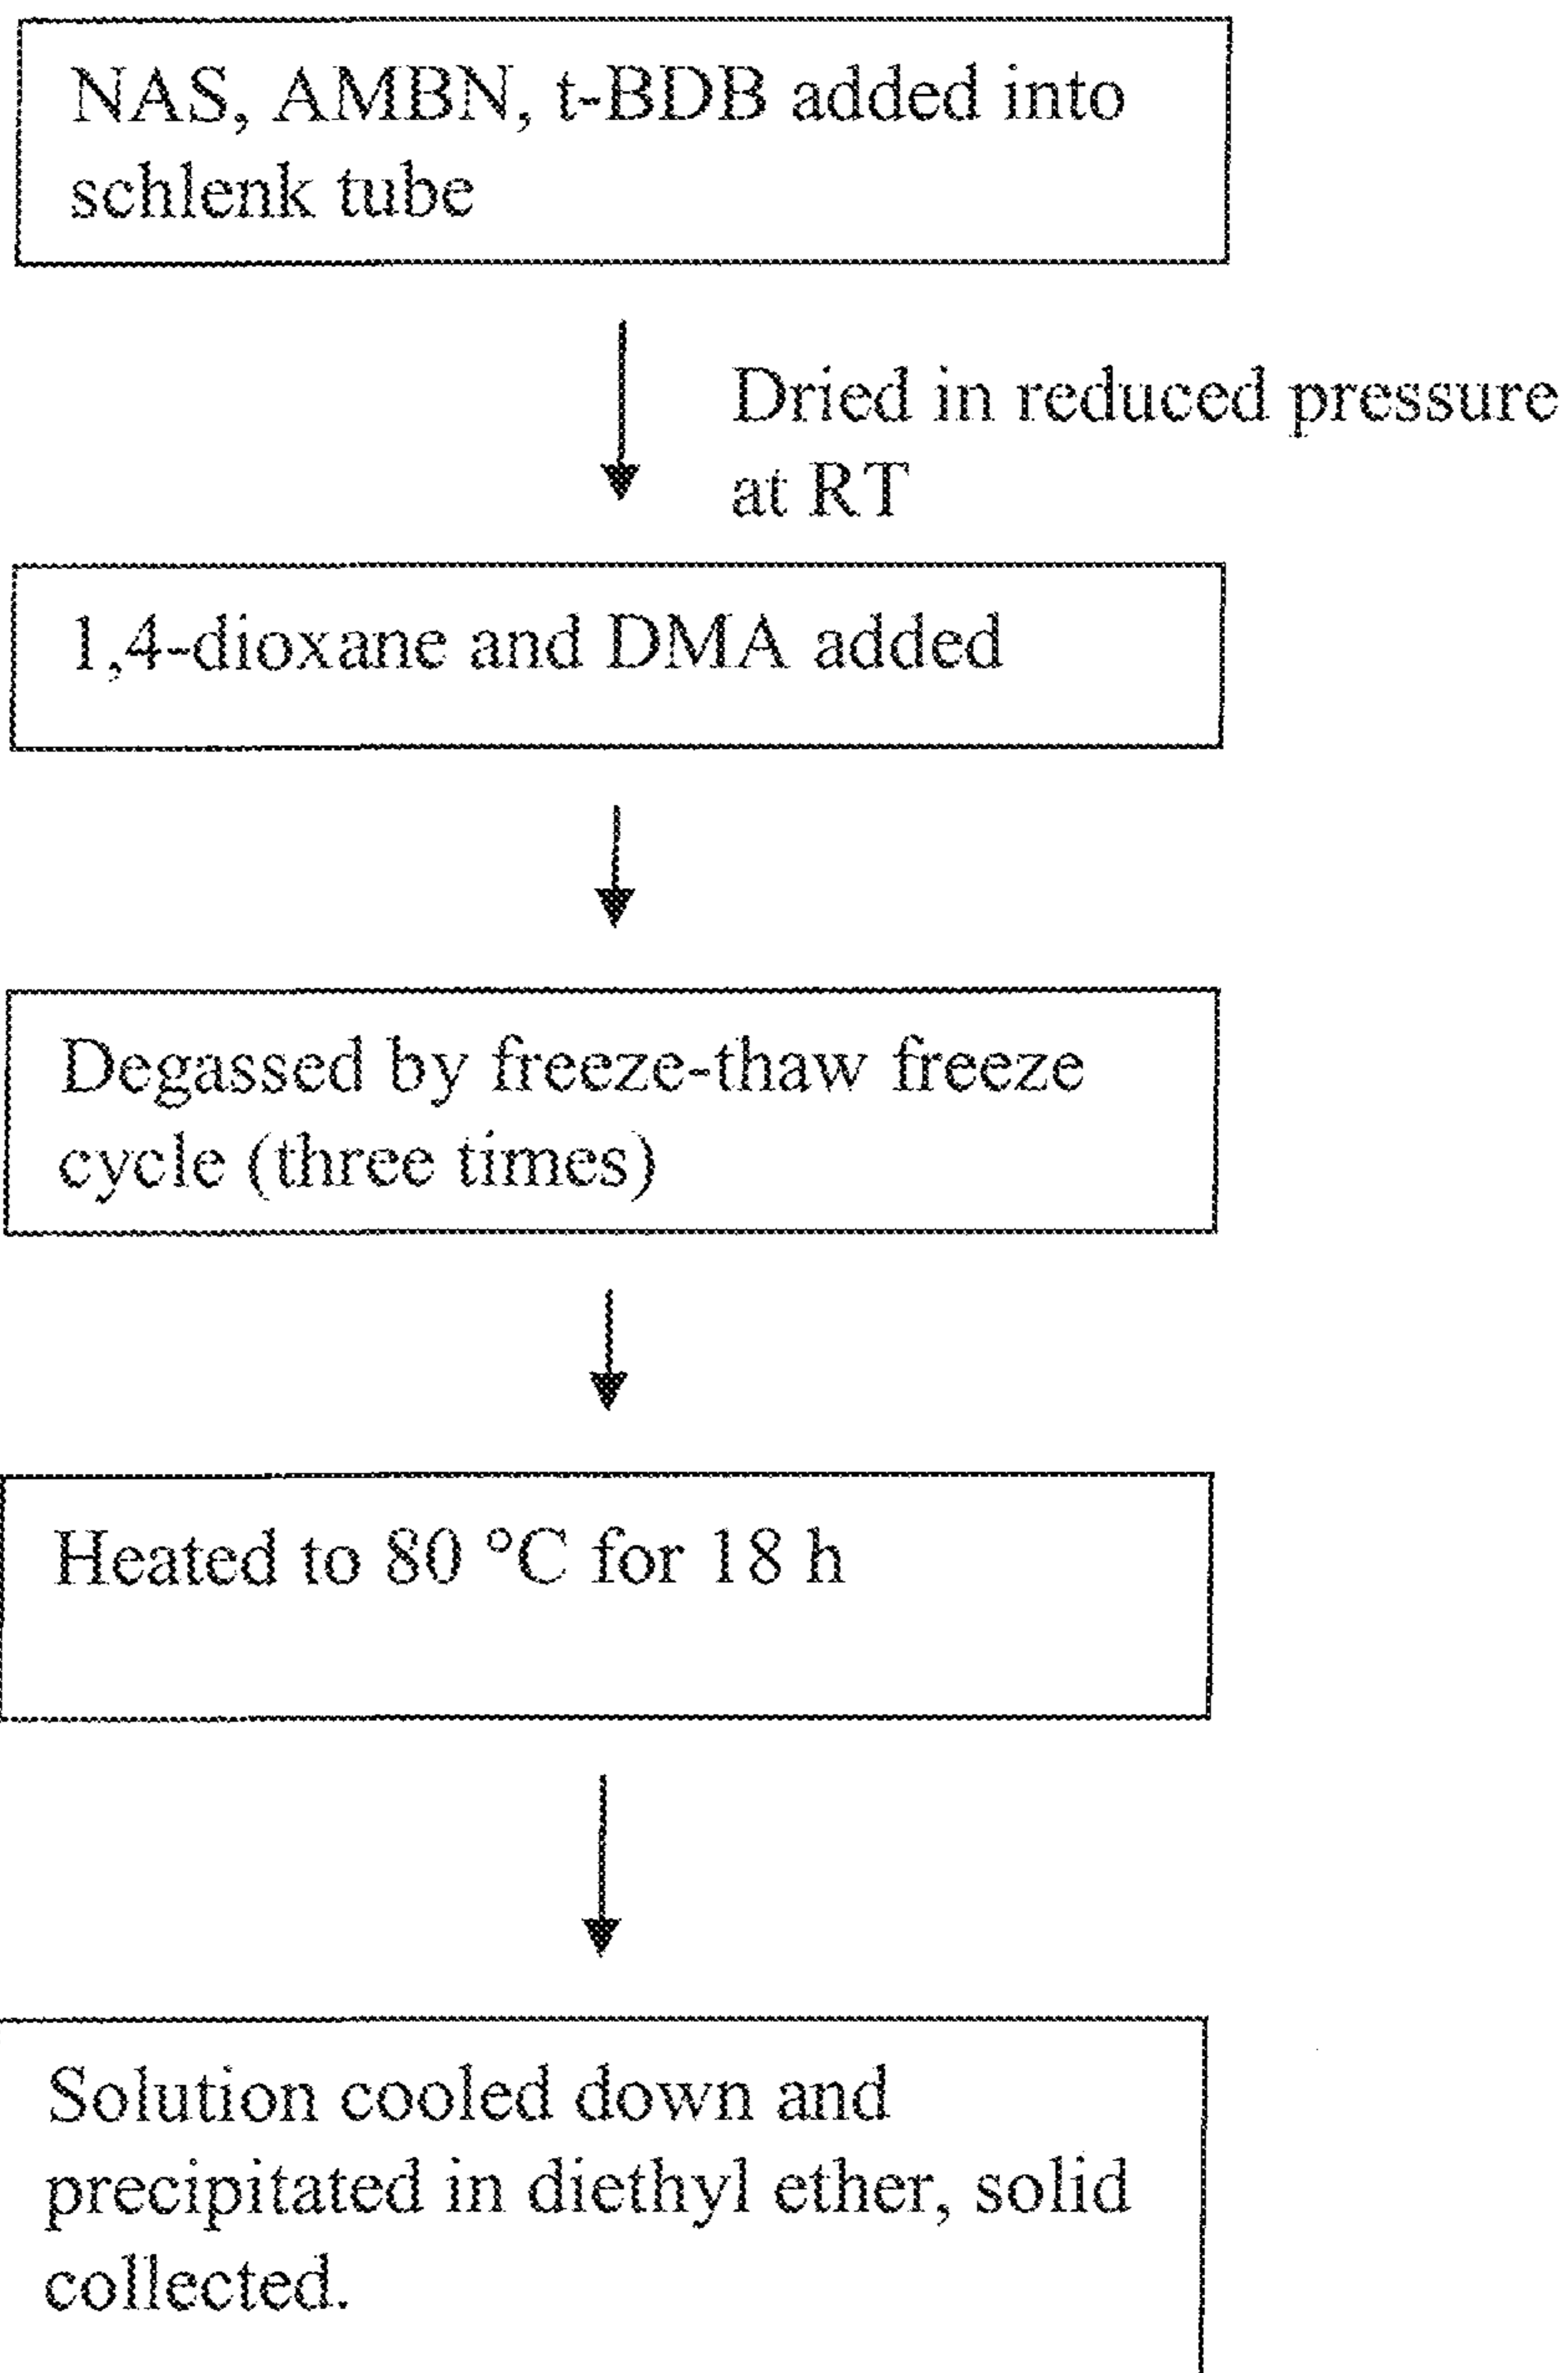 NAS, AMBN, t-BDB added into
schlenk tube
Dried in reduced pressure
at RT
1,4-dioxane and DMA added
Degassed by freeze-thaw freeze
cycle (three times)
Heated to 80 °C for 18 h
Solution cooled down and
precipitated in diethyl ether, solid
collected.